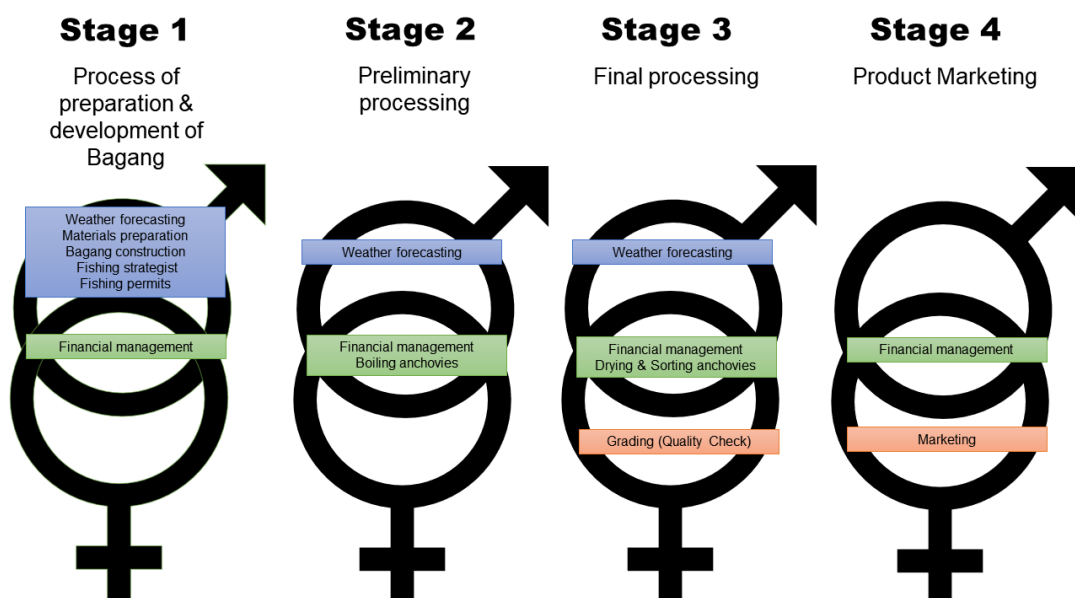 Stage 1
Process of
preparation &
development of
Bagang
Weather forecasting
Materials preparation
Bagang construction
Fishing strategist
Fishing permits
Financial management
Stage 2
Preliminary
processing
Weather forecasting
Financial management
Boiling anchovies
Stage 3
Final processing
Weather forecasting
Financial management
Drying & Sorting anchovies
Grading (Quality Check)
Stage 4
Product Marketing
Financial management
Marketing